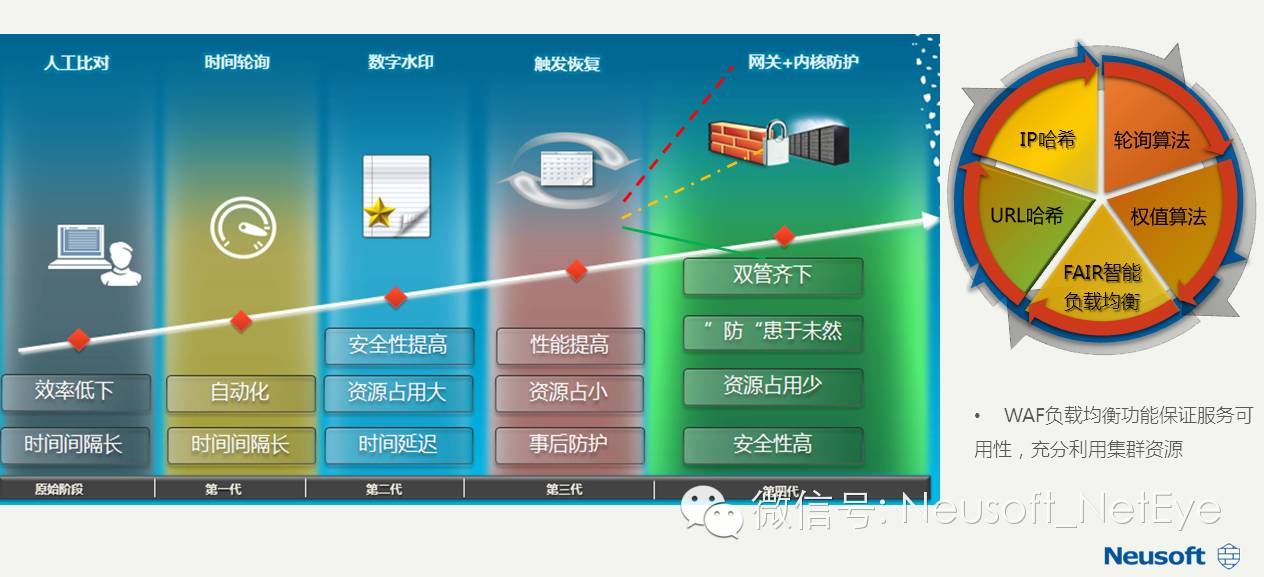 人工比对
时间轮询
数字水印
触发恢复
网关+内核防护
双管齐下
安全性提高
性能提高
”防“患于未然
效率低下
自动化
资源占用大
资源占小
资源占用少
时间间隔长
时间间隔长
时间延迟
事后防护
安全性高
原始阶段
第一代
第二代
第三代
第四代
IP哈希
轮询算法
URL哈希
权值算法
FAIR智能
负载均衡
• WAF负载均衡功能保证服务可
用性，充分利用集群资源
微信号: Neusoft_NetEye
Neusoft